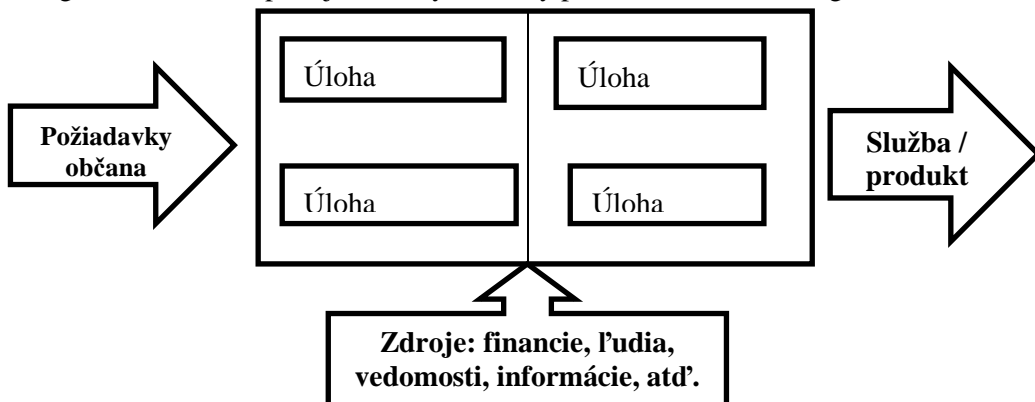 Úloha
Úloha
Požiadavky
občana
Služba /
produkt
Úloha
Úloha
Zdroje: financie, ľudia,
vedomosti, informácie, atď.